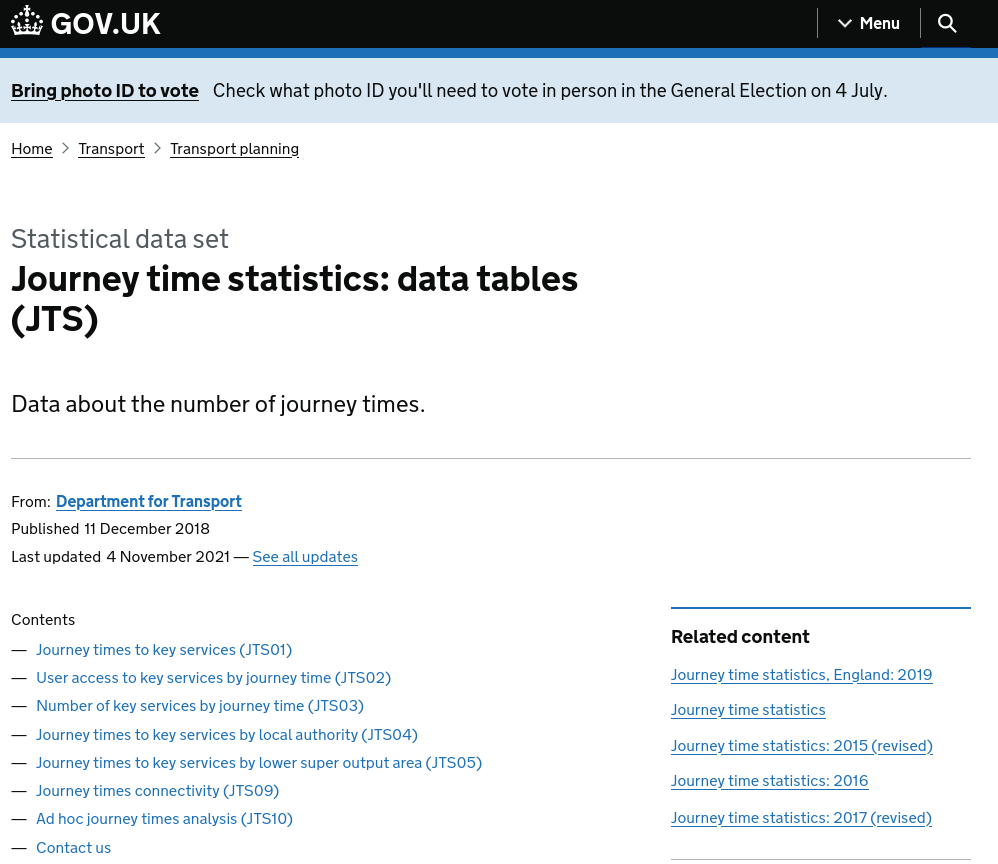 GOV.UK
Menu
Bring photo ID to vote Check what photo ID you'll need to vote in person in the General Election on 4 July.
Home > Transport > Transport planning
Statistical data set
Journey time statistics: data tables
(JTS)
Data about the number of journey times.
From: Department for Transport
Published 11 December 2018
Last updated 4 November 2021 — See all updates
Contents
— Journey times to key services (JTS01)
— User access to key services by journey time (JTS02)
— Number of key services by journey time (JTS03)
— Journey times to key services by local authority (JTS04)
— Journey times to key services by lower super output area (JTS05)
— Journey times connectivity (JTS09)
— Ad hoc journey times analysis (JTS10)
— Contact us
Related content
Journey time statistics, England: 2019
Journey time statistics
Journey time statistics: 2015 (revised)
Journey time statistics: 2016
Journey time statistics: 2017 (revised)